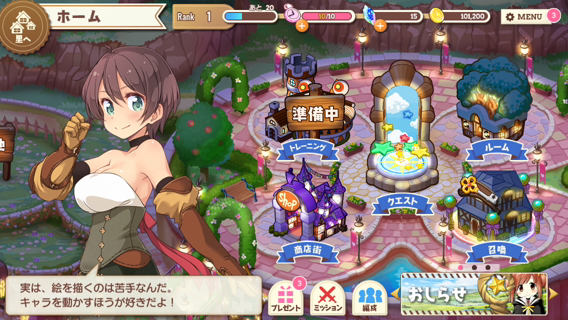 ホーム
里へ
Rank 1
あと 20
10/10
15
101,200
MENU 3
準備中
トレーニング
ルーム
クエスト
SHOP
商店街
召喚
地
実は、絵を描くのは苦手なんだ。
キャラを動かすほうが好きだよ！
3
プレゼント
ミッション
編成
おしらせ